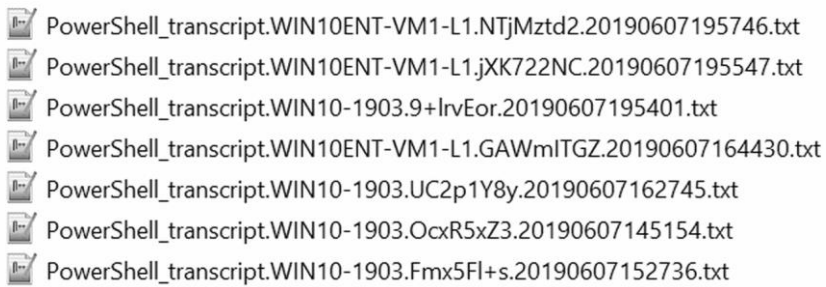 PowerShell_transcript.WIN10ENT-VM1-L1.NTjMztd2.20190607195746.txt
PowerShell_transcript.WIN10ENT-VM1-L1.jXK722NC.20190607195547.txt
PowerShell_transcript.WIN10-1903.9+lrvEor.20190607195401.txt
PowerShell_transcript.WIN10ENT-VM1-L1.GAWmITGZ.20190607164430.txt
PowerShell_transcript.WIN10-1903.UC2p1Y8y.20190607162745.txt
PowerShell_transcript.WIN10-1903.OcxR5xZ3.20190607145154.txt
PowerShell_transcript.WIN10-1903.Fmx5Fl+s.20190607152736.txt